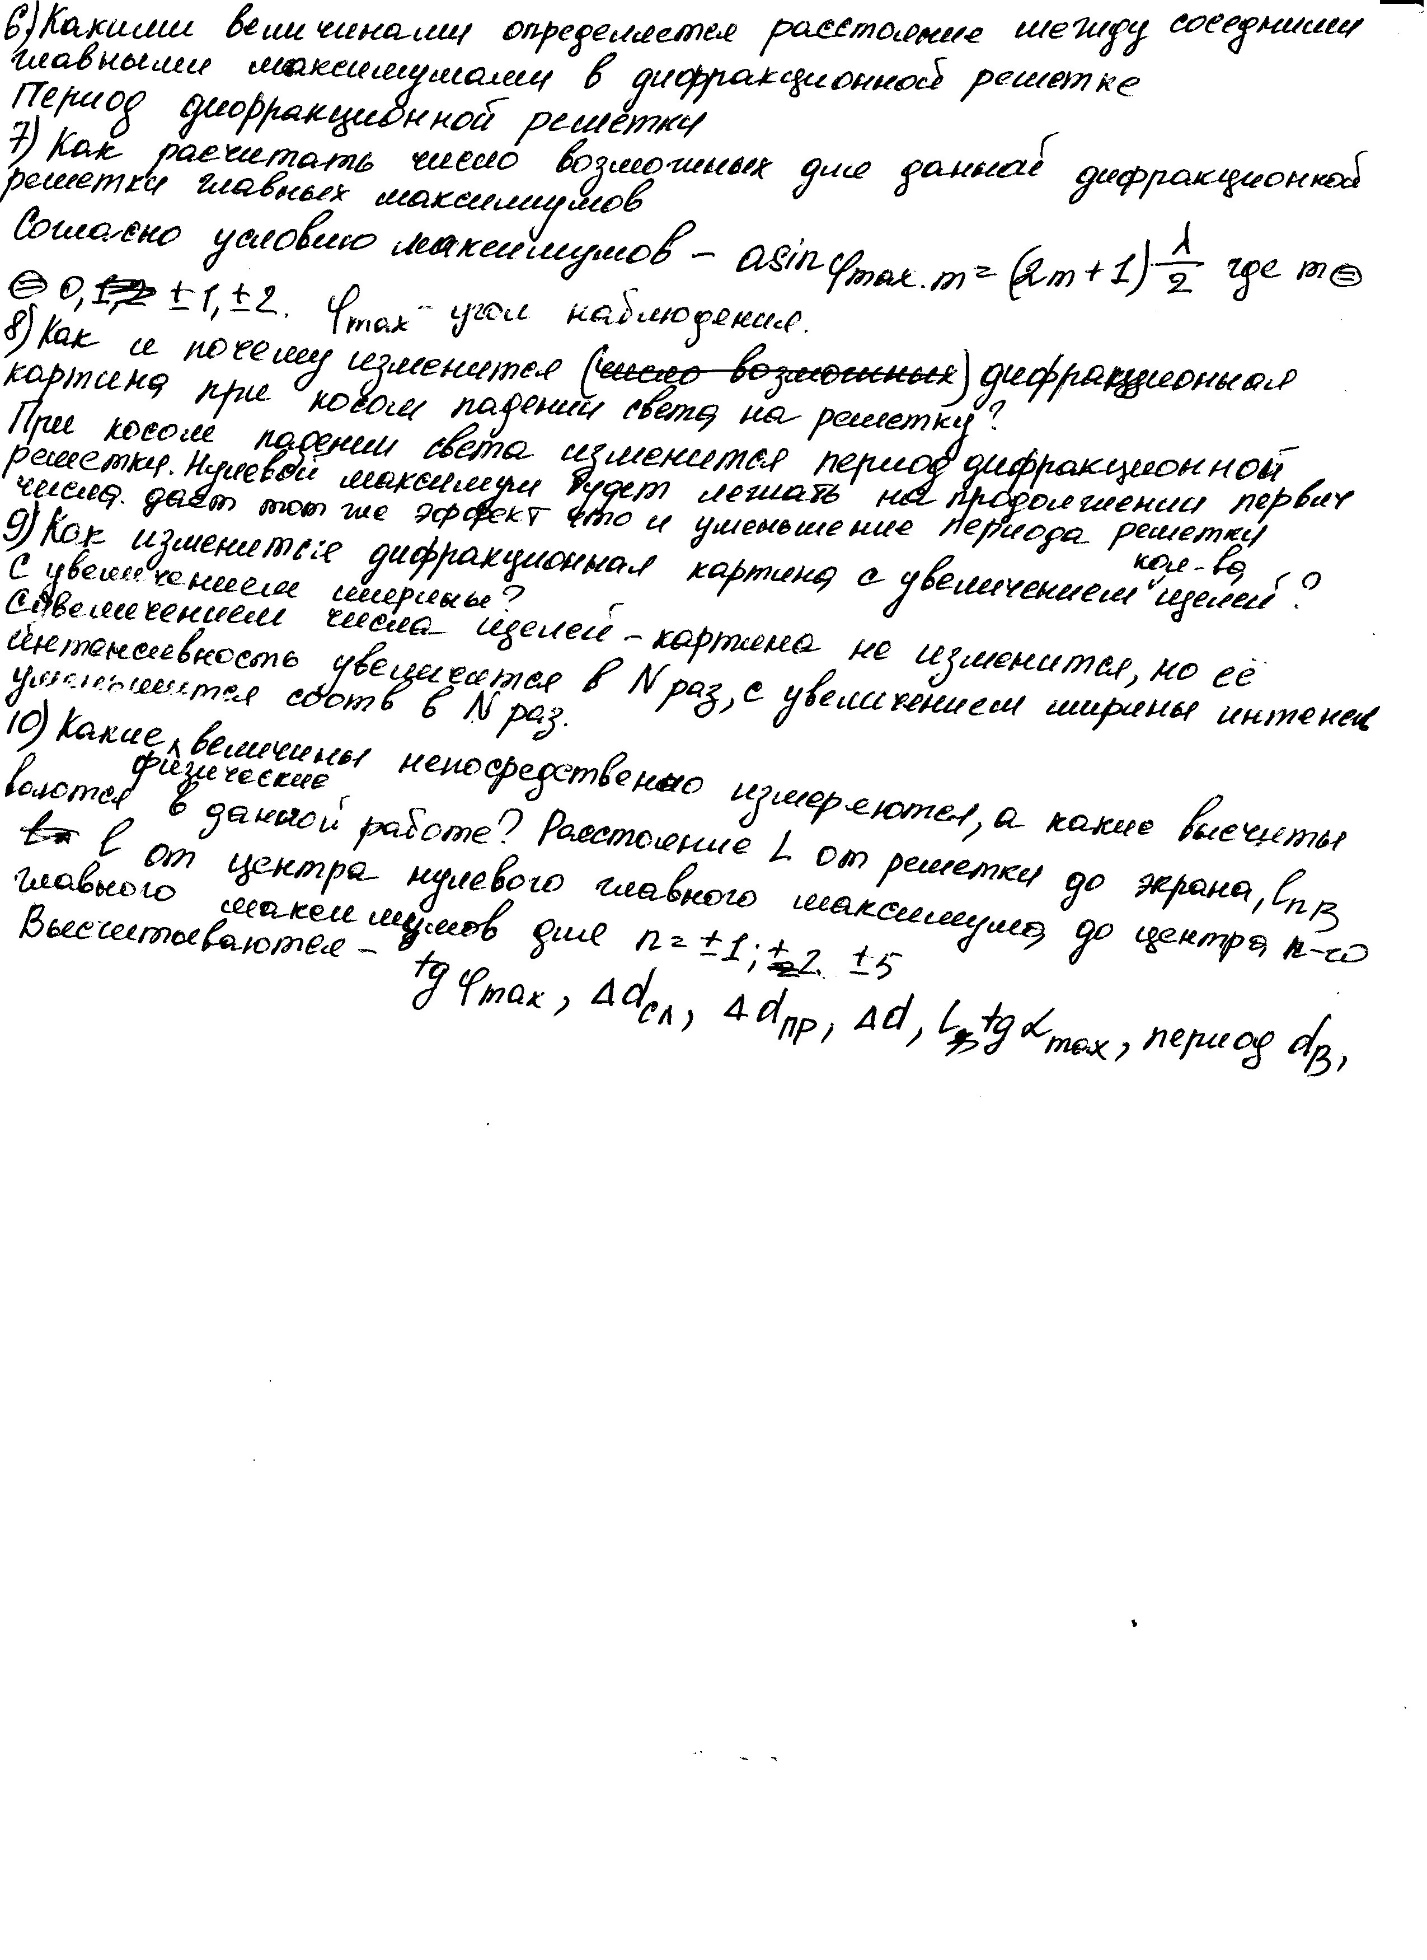 6) Какими величинами определяется расстояние между соседними
главными максимумами в дифракционной решетке
Период дифракционной решетки
7) Как расчитать число возможных для данной дифракционной
решетки главных максимумов
Согласно условию максимумов – asinφmax.m = (2m+1) λ/2 где m ⊜
⊜ 0, ±1, ±2. φmax – угол наблюдения.
8) Как и почему изменится (число возможных) дифракционная
картина при косом падении света на решетку?
При косом падении света изменится период дифракционной
решетки. Нулевой максимум будет лежать на продолжении первич
числа. дает тот же эффект что и уменьшение периода решетки
9) Как изменится дифракционная картина с увеличением кол-ва щелей?
С увеличением ширины?
С увеличением числа щелей – картина не изменится, но её
интенсивность увеличится в N раз, с увеличением ширины интенсив
уменьшится соотв в N раз.
10) Какие физические величины непосредственно измеряются, а какие высчиты
ваются в данной работе? Расстояние L от решетки до экрана, lпв
l от центра нулевого главного максимума до центра n-го
главного максимумов для n = ±1; ±2. ±5
Высчитываются – tg φmax, Δdсл, Δdпр, Δd, L, tg αmax, период dв,